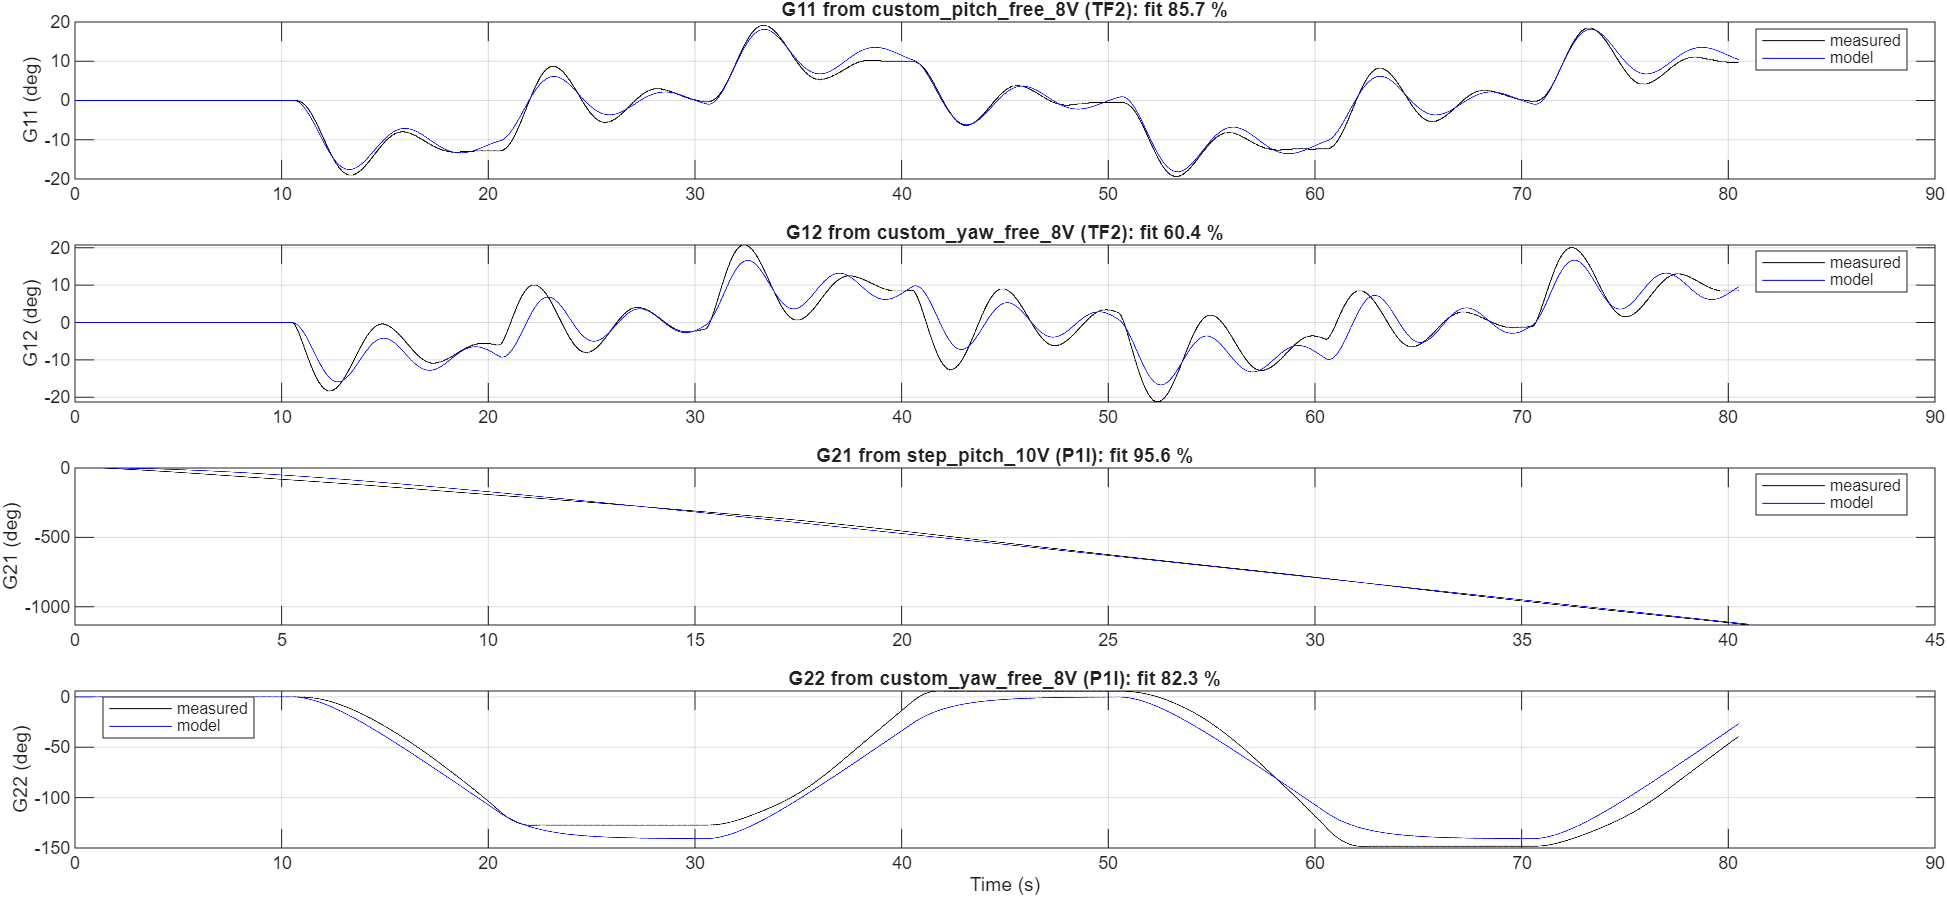 G11 from custom_pitch_free_8V (TF2): fit 85.7 %
20
10
0
-10
-20
G11 (deg)
measured
model
0 10 20 30 40 50 60 70 80 90
G12 from custom_yaw_free_8V (TF2): fit 60.4 %
20
10
0
-10
-20
G12 (deg)
measured
model
0 10 20 30 40 50 60 70 80 90
G21 from step_pitch_10V (P1I): fit 95.6 %
0
-500
-1000
G21 (deg)
measured
model
0 5 10 15 20 25 30 35 40 45
G22 from custom_yaw_free_8V (P1I): fit 82.3 %
0
-50
-100
-150
G22 (deg)
measured
model
0 10 20 30 40 50 60 70 80 90
Time (s)